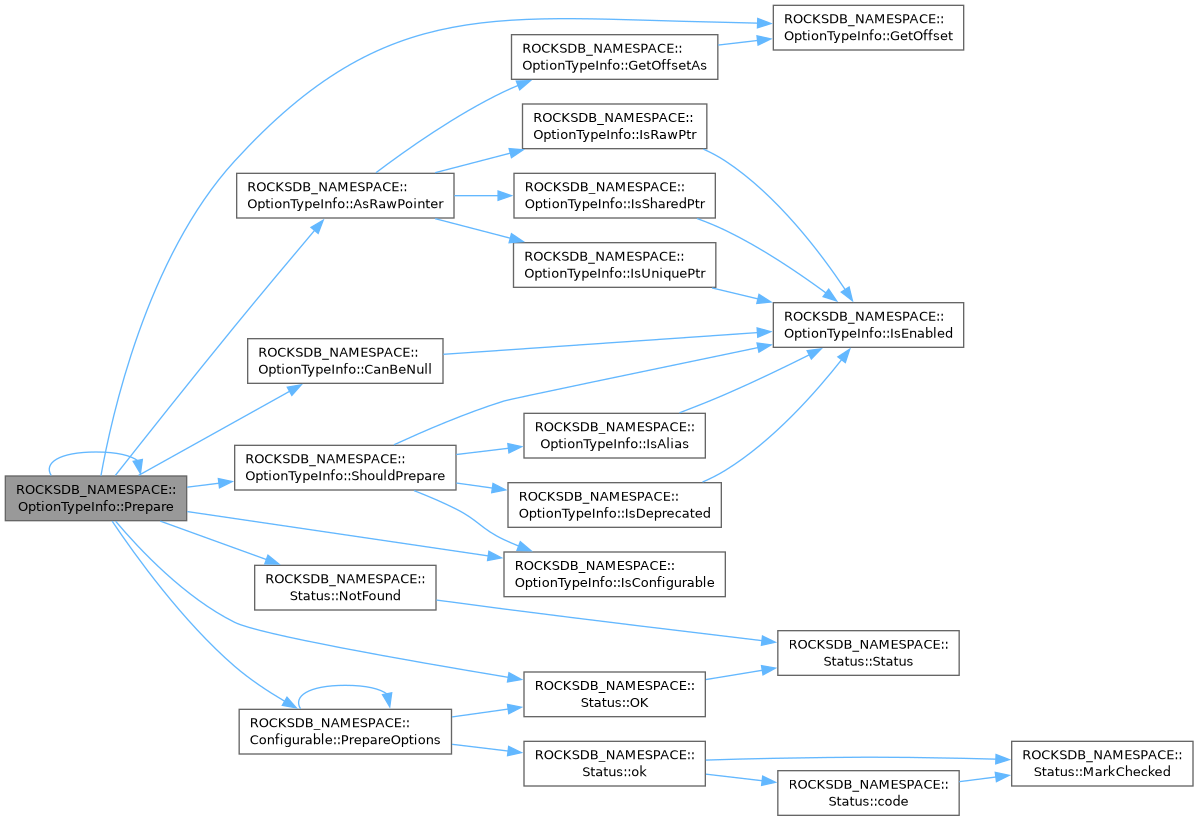 ROCKSDB_NAMESPACE::
OptionTypeInfo::GetOffset
ROCKSDB_NAMESPACE::
OptionTypeInfo::GetOffsetAs
ROCKSDB_NAMESPACE::
OptionTypeInfo::IsRawPtr
ROCKSDB_NAMESPACE::
OptionTypeInfo::AsRawPointer
ROCKSDB_NAMESPACE::
OptionTypeInfo::IsSharedPtr
ROCKSDB_NAMESPACE::
OptionTypeInfo::IsUniquePtr
ROCKSDB_NAMESPACE::
OptionTypeInfo::IsEnabled
ROCKSDB_NAMESPACE::
OptionTypeInfo::CanBeNull
ROCKSDB_NAMESPACE::
OptionTypeInfo::IsAlias
ROCKSDB_NAMESPACE::
OptionTypeInfo::ShouldPrepare
ROCKSDB_NAMESPACE::
OptionTypeInfo::Prepare
ROCKSDB_NAMESPACE::
OptionTypeInfo::IsDeprecated
ROCKSDB_NAMESPACE::
OptionTypeInfo::IsConfigurable
ROCKSDB_NAMESPACE::
Status::NotFound
ROCKSDB_NAMESPACE::
Status::Status
ROCKSDB_NAMESPACE::
Status::OK
ROCKSDB_NAMESPACE::
Configurable::PrepareOptions
ROCKSDB_NAMESPACE::
Status::ok
ROCKSDB_NAMESPACE::
Status::MarkChecked
ROCKSDB_NAMESPACE::
Status::code